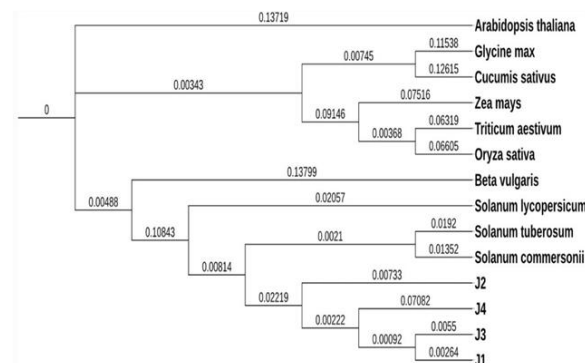 0.13719 Arabidopsis thaliana
0.11538 Glycine max
0.00745
0.12615 Cucumis sativus
0.00343
0.07516 Zea mays
0.09146
0.06319 Triticum aestivum
0.00368
0.06605 Oryza sativa
0
0.13799 Beta vulgaris
0.00488
0.02057 Solanum lycopersicum
0.10843
0.0192 Solanum tuberosum
0.0021
0.01352 Solanum commersonii
0.00814
0.00733 J2
0.02219
0.07082 J4
0.00222
0.0055 J3
0.00092
0.00264 J1